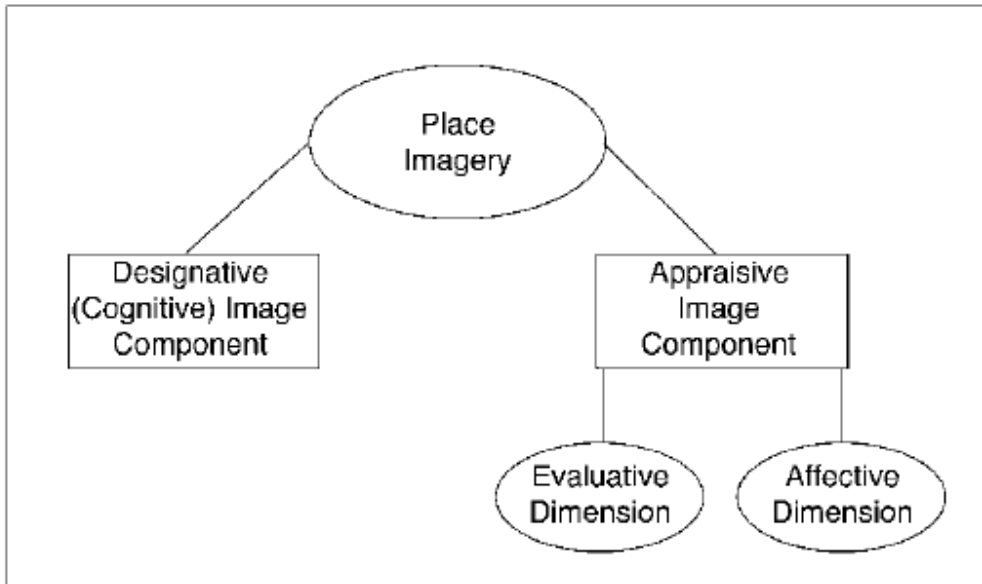 Place
Imagery
Designative
(Cognitive) Image
Component
Appraisive
Image
Component
Evaluative
Dimension
Affective
Dimension